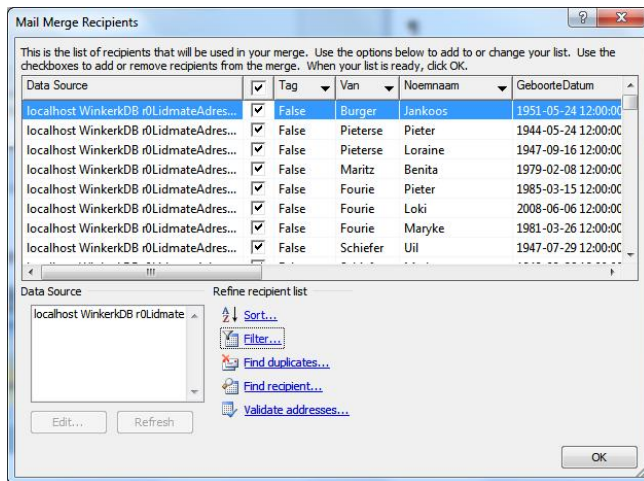 Mail Merge Recipients
This is the list of recipients that will be used in your merge. Use the options below to add to or change your list. Use the
checkboxes to add or remove recipients from the merge. When your list is ready, click OK.
Data Source Tag Van Noemnaam GeboorteDatum
localhost WinkerkDB r0LidmateAdres... False Burger Jankoos 1951-05-24 12:00:00
localhost WinkerkDB r0LidmateAdres... False Pieterse Pieter 1944-05-24 12:00:00
localhost WinkerkDB r0LidmateAdres... False Pieterse Loraine 1947-09-16 12:00:00
localhost WinkerkDB r0LidmateAdres... False Maritz Benita 1979-02-08 12:00:00
localhost WinkerkDB r0LidmateAdres... False Fourie Pieter 1985-03-15 12:00:00
localhost WinkerkDB r0LidmateAdres... False Fourie Loki 2008-06-06 12:00:00
localhost WinkerkDB r0LidmateAdres... False Fourie Maryke 1981-03-26 12:00:00
localhost WinkerkDB r0LidmateAdres... False Schiefer Uil 1947-07-29 12:00:00
Data Source Refine recipient list
localhost WinkerkDB r0Lidmate
Sort...
Filter...
Find duplicates...
Find recipient...
Validate addresses...
Edit... Refresh
OK